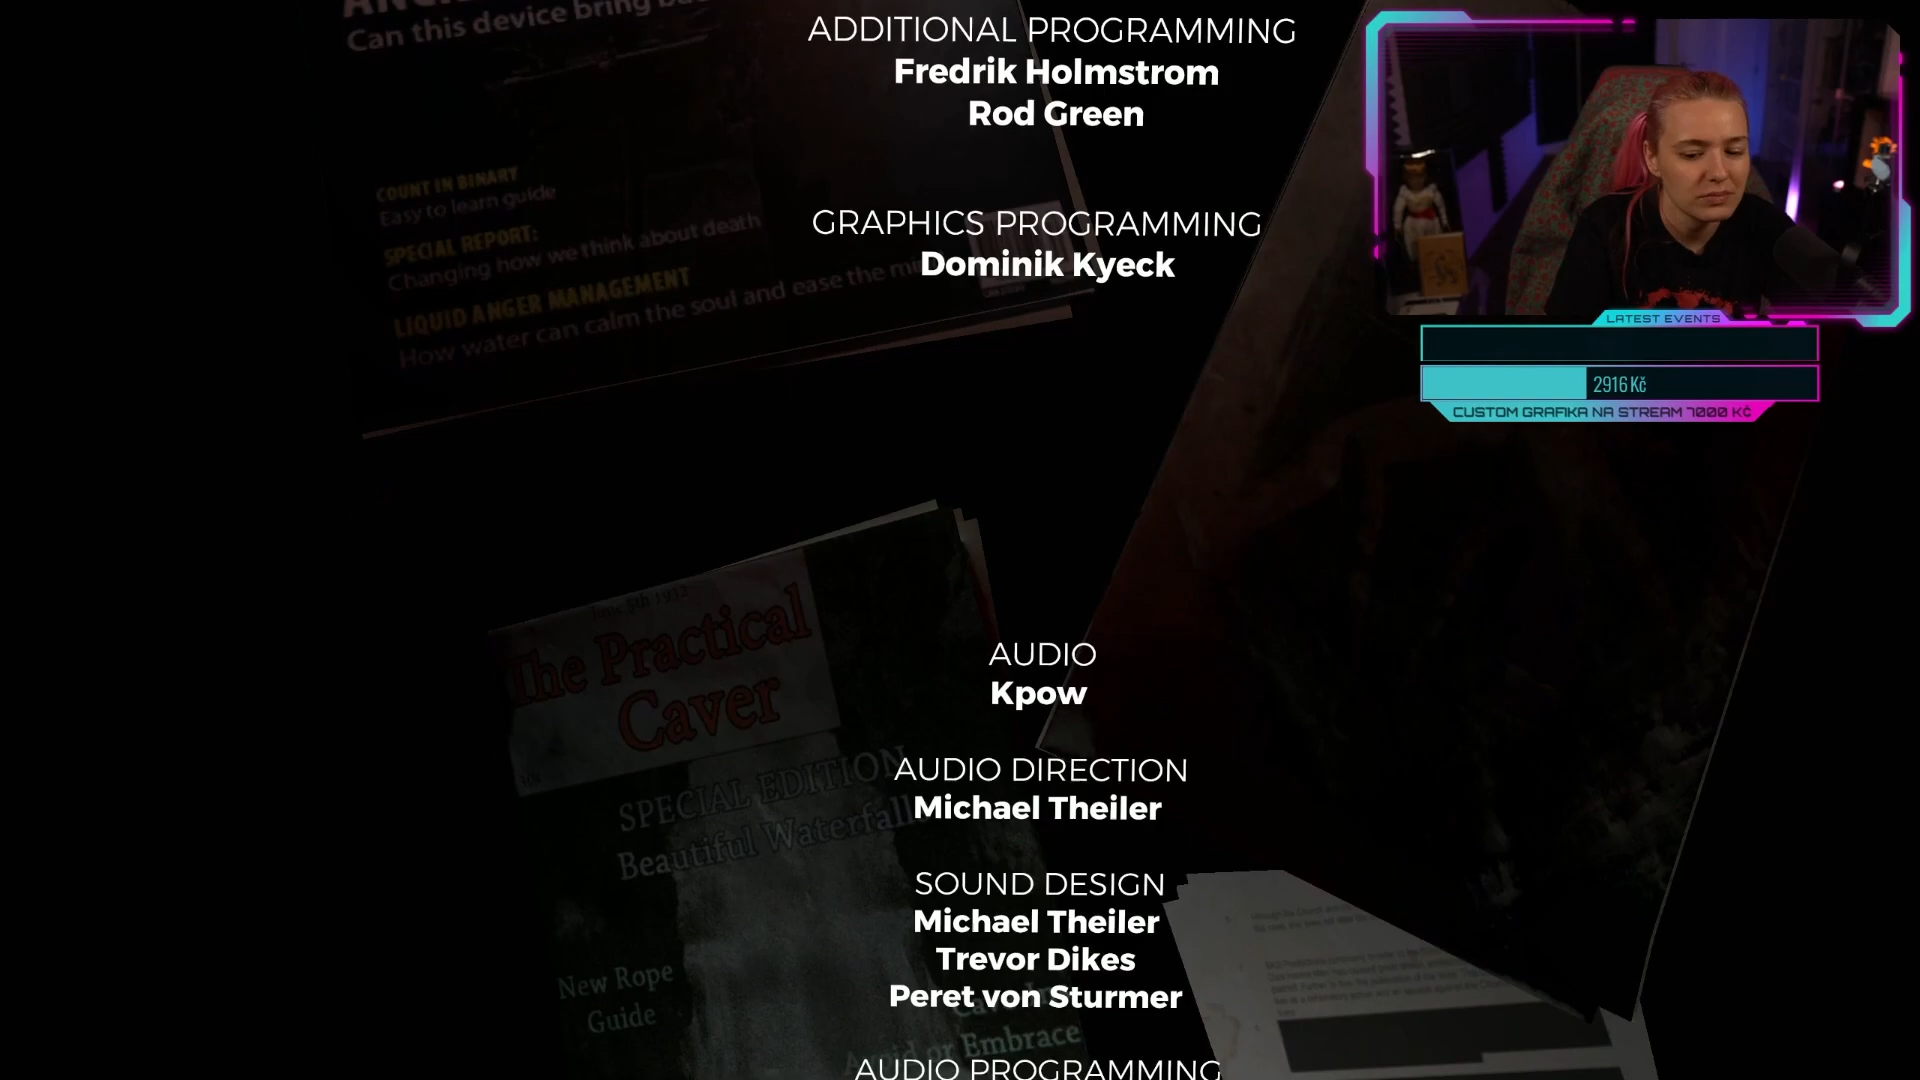 Can this device bring
COUNT IN BINARY
Easy to learn guide
SPECIAL REPORT:
Changing how we think about death
LIQUID ANGER MANAGEMENT
How water can calm the soul and ease the
ADDITIONAL PROGRAMMING
Fredrik Holmstrom
Rod Green
GRAPHICS PROGRAMMING
Dominik Kyeck
LATEST EVENTS
2916 Kč
CUSTOM GRAFIKA NA STREAM 7000 KČ
June 5th 1912
The Practical
Caver
SPECIAL EDITION
Beautiful Waterfall
New Rope
Guide
Embrace
AUDIO
Kpow
AUDIO DIRECTION
Michael Theiler
SOUND DESIGN
Michael Theiler
Trevor Dikes
Peret von Sturmer
AUDIO PROGRAMMING